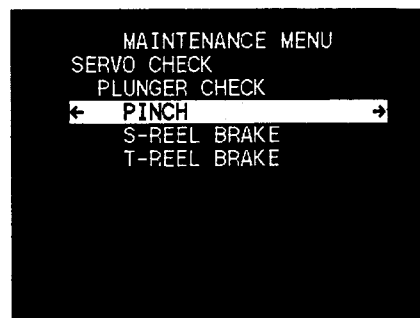 MAINTENANCE MENU
SERVO CHECK
PLUNGER CHECK
← PINCH →
S-REEL BRAKE
T-REEL BRAKE